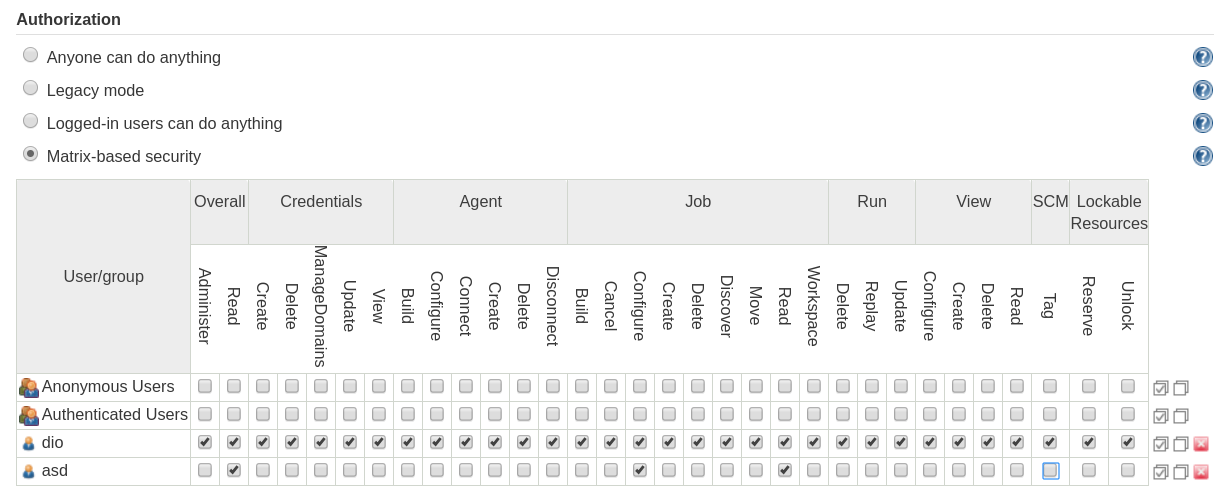 Authorization
Anyone can do anything
Legacy mode
Logged-in users can do anything
Matrix-based security
User/group Overall Credentials Agent Job Run View SCM Lockable Resources
Administer Read Create Delete ManageDomains Update View Build Configure Connect Create Delete Disconnect Build Cancel Configure Create Delete Discover Move Read Workspace Delete Replay Update Configure Create Delete Read Tag Reserve Unlock
Anonymous Users
Authenticated Users
dio
asd